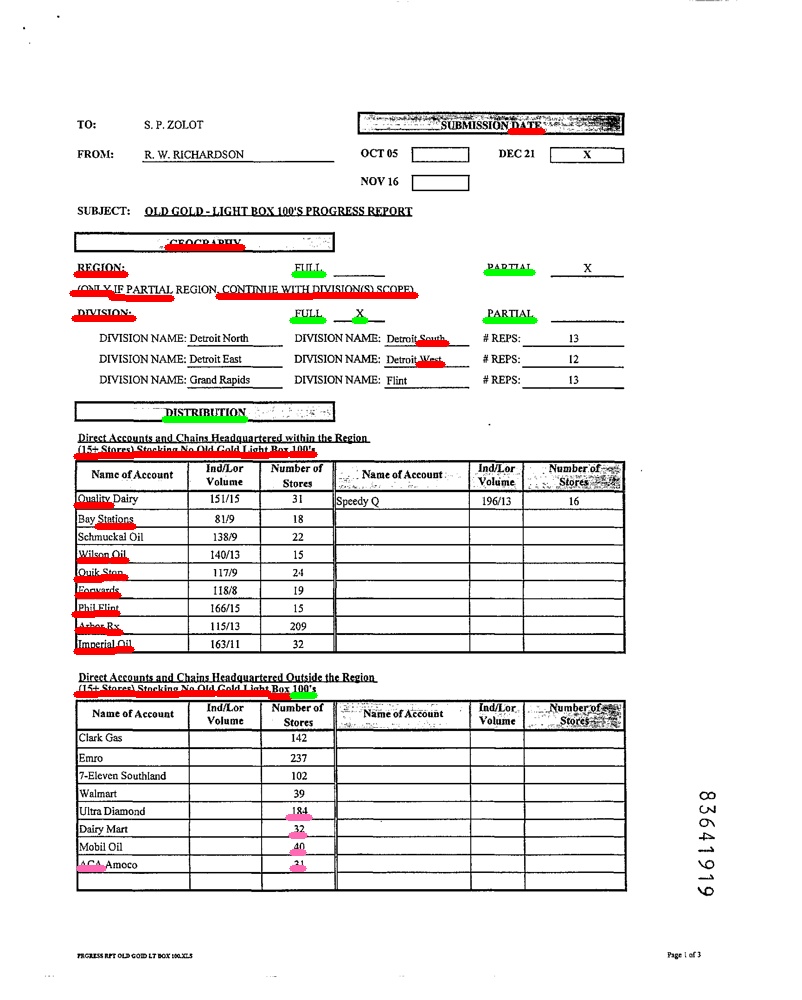 TO: S. P. ZOLOT SUBMISSION DATE
FROM: R. W. RICHARDSON OCT 05 DEC 21 X
NOV 16
SUBJECT: OLD GOLD - LIGHT BOX 100'S PROGRESS REPORT
GEOGRAPHY
REGION: FULL PARTIAL X
(ONLY IF PARTIAL REGION, CONTINUE WITH DIVISION(S) SCOPE)
DIVISION: FULL X PARTIAL
DIVISION NAME: Detroit North DIVISION NAME: Detroit South # REPS: 13
DIVISION NAME: Detroit East DIVISION NAME: Detroit West # REPS: 12
DIVISION NAME: Grand Rapids DIVISION NAME: Flint # REPS: 13
DISTRIBUTION
Direct Accounts and Chains Headquartered within the Region
(15+ Stores) Stocking No Old Gold Light Box 100's
Name of Account Ind/Lor Volume Number of Stores Name of Account Ind/Lor Volume Number of Stores
Quality Dairy 151/15 31 Speedy Q 196/13 16
Bay Stations 81/9 18
Schmuckal Oil 138/9 22
Wilson Oil 140/13 15
Quik Stop 117/9 24
Forwards 118/8 19
Phil Flint 166/15 15
Arbor Rx 115/13 209
Imperial Oil 163/11 32
Direct Accounts and Chains Headquartered Outside the Region
(15+ Stores) Stocking No Old Gold Light Box 100's
Name of Account Ind/Lor Volume Number of Stores Name of Account Ind/Lor Volume Number of Stores
Clark Gas 142
Emro 237
7-Eleven Southland 102
Walmart 39
Ultra Diamond 184
Dairy Mart 32
Mobil Oil 40
ACA Amoco 31
PRGRESS RPT OLD GOLD LT BOX 100.XLS Page 1 of 3
83641919